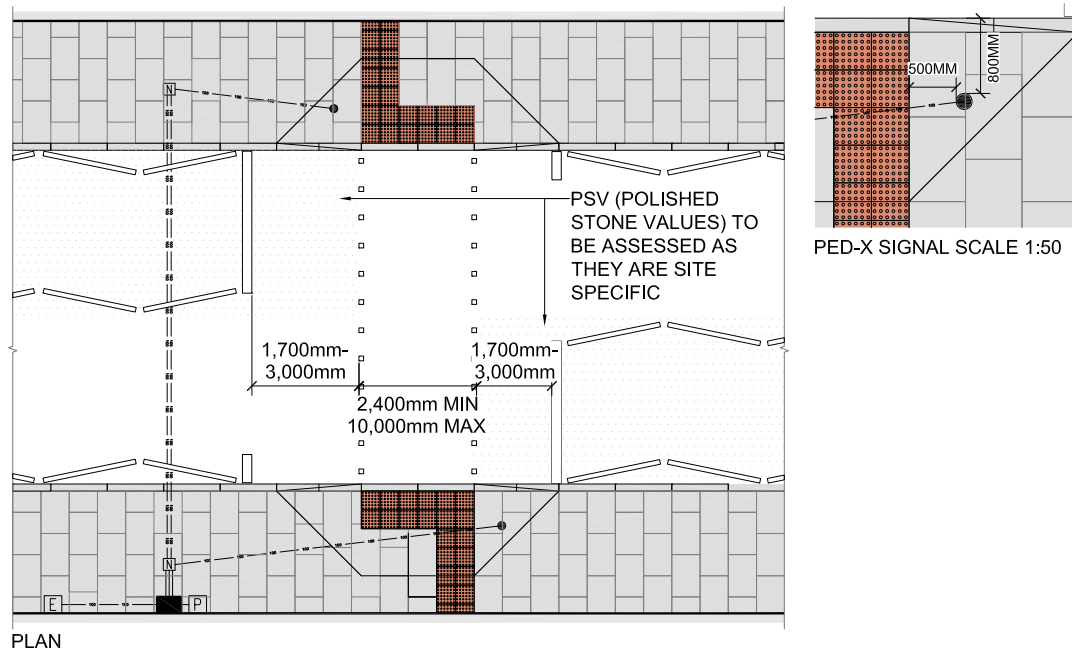 N
PSV (POLISHED
STONE VALUES) TO
BE ASSESSED AS
THEY ARE SITE
SPECIFIC
1,700mm-
3,000mm
1,700mm-
3,000mm
2,400mm MIN
10,000mm MAX
N
E
P
PLAN
500MM
800MM
PED-X SIGNAL SCALE 1:50